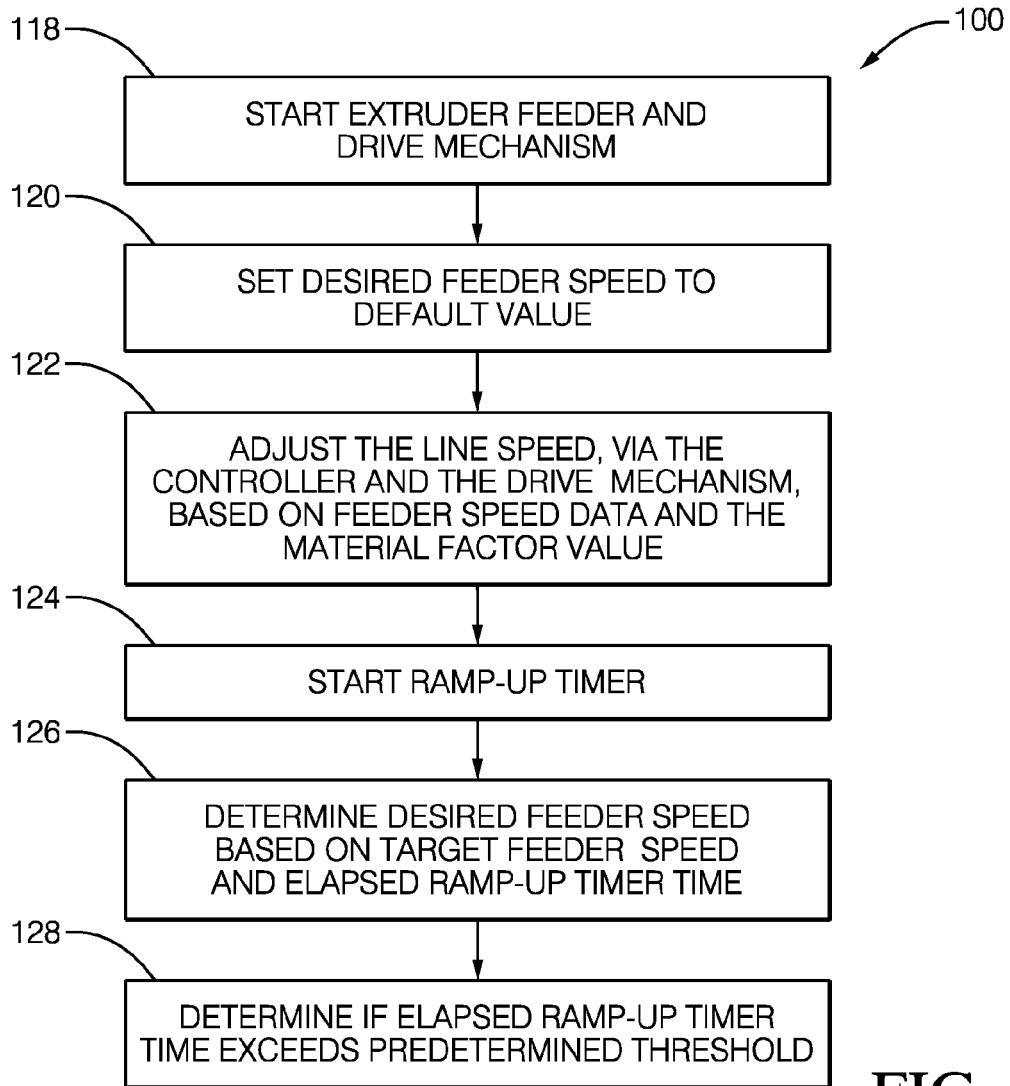 118
100
START EXTRUDER FEEDER AND
DRIVE MECHANISM
120
SET DESIRED FEEDER SPEED TO
DEFAULT VALUE
122
ADJUST THE LINE SPEED, VIA THE
CONTROLLER AND THE DRIVE MECHANISM,
BASED ON FEEDER SPEED DATA AND THE
MATERIAL FACTOR VALUE
124
START RAMP-UP TIMER
126
DETERMINE DESIRED FEEDER SPEED
BASED ON TARGET FEEDER SPEED
AND ELAPSED RAMP-UP TIMER TIME
128
DETERMINE IF ELAPSED RAMP-UP TIMER
TIME EXCEEDS PREDETERMINED THRESHOLD
FIG